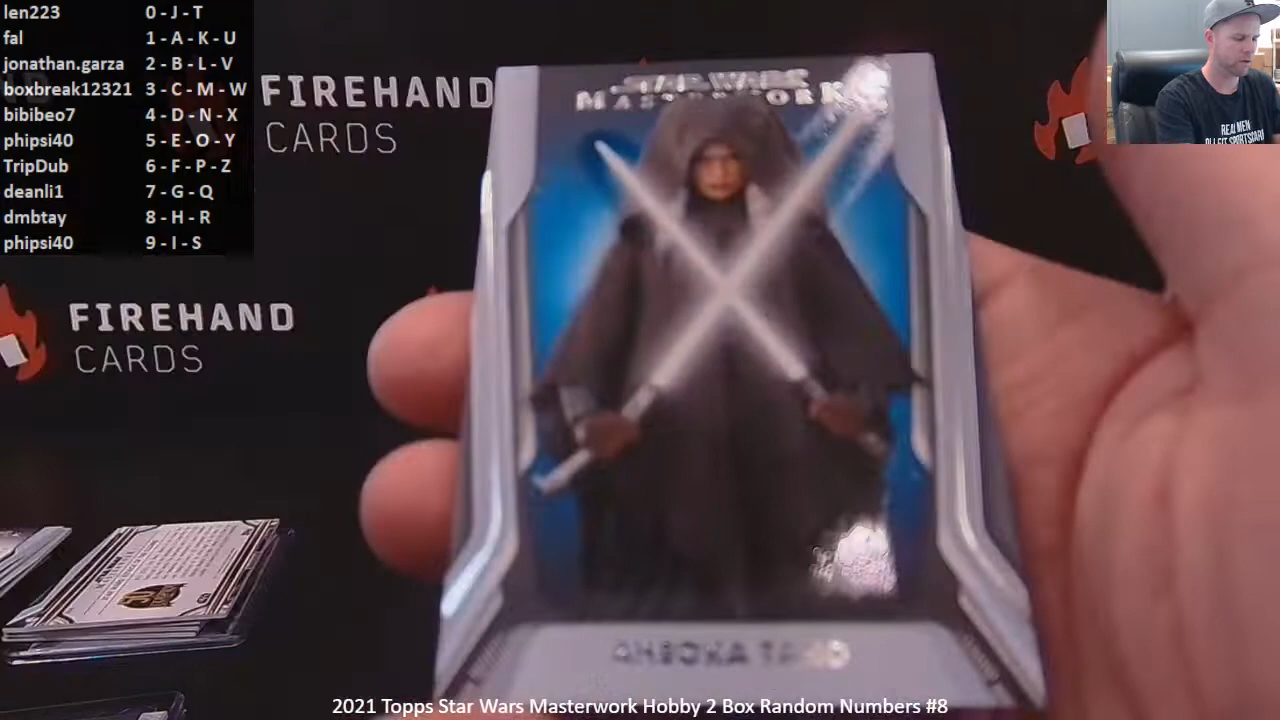 len223 0 - J - T
fal 1 - A - K - U
jonathan.garza 2 - B - L - V
boxbreak12321 3 - C - M - W
bibibeo7 4 - D - N - X
phipsi40 5 - E - O - Y
TripDub 6 - F - P - Z
deanli1 7 - G - Q
dmbtay 8 - H - R
phipsi40 9 - I - S
FIREHAND
CARDS
STAR WARS
MASTERWORK
REAL MEN
FIREHAND
CARDS
AHSOKA TANO
2021 Topps Star Wars Masterwork Hobby 2 Box Random Numbers #8